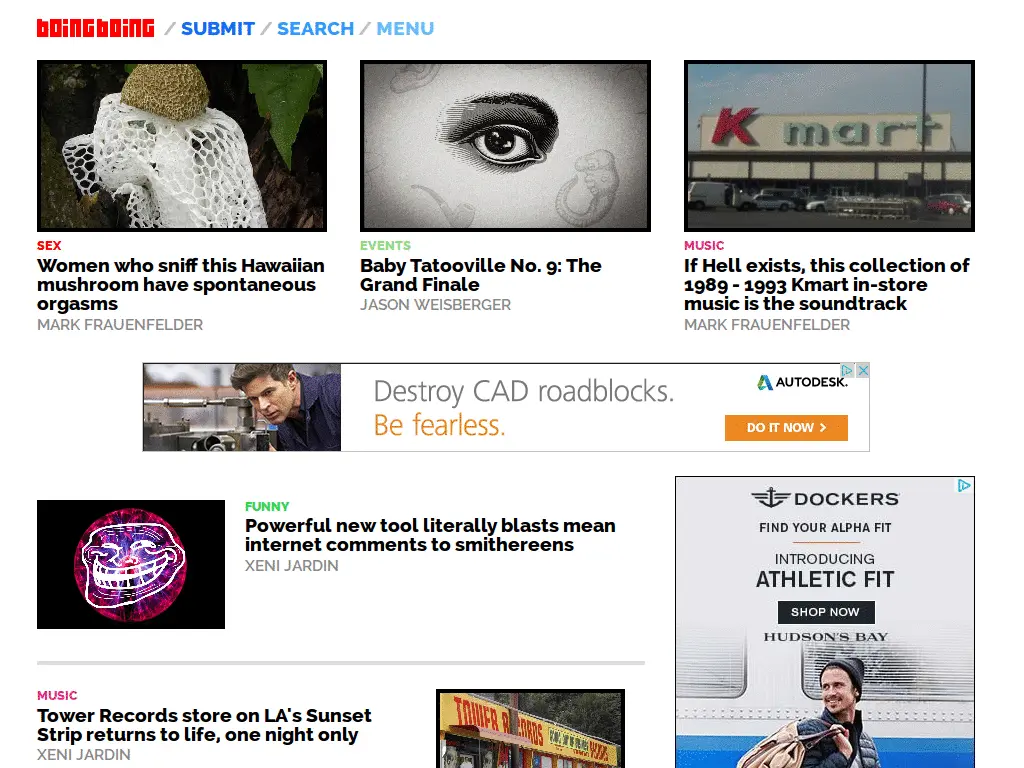 boingboing / SUBMIT / SEARCH / MENU
K mart
SEX
Women who sniff this Hawaiian
mushroom have spontaneous
orgasms
MARK FRAUENFELDER
EVENTS
Baby Tatooville No. 9: The
Grand Finale
JASON WEISBERGER
MUSIC
If Hell exists, this collection of
1989 - 1993 Kmart in-store
music is the soundtrack
MARK FRAUENFELDER
Destroy CAD roadblocks.
Be fearless.
AUTODESK.
DO IT NOW >
FUNNY
Powerful new tool literally blasts mean
internet comments to smithereens
XENI JARDIN
DOCKERS
FIND YOUR ALPHA FIT
INTRODUCING
ATHLETIC FIT
SHOP NOW
HUDSON'S BAY
MUSIC
Tower Records store on LA's Sunset
Strip returns to life, one night only
XENI JARDIN
TOWER RECORDS